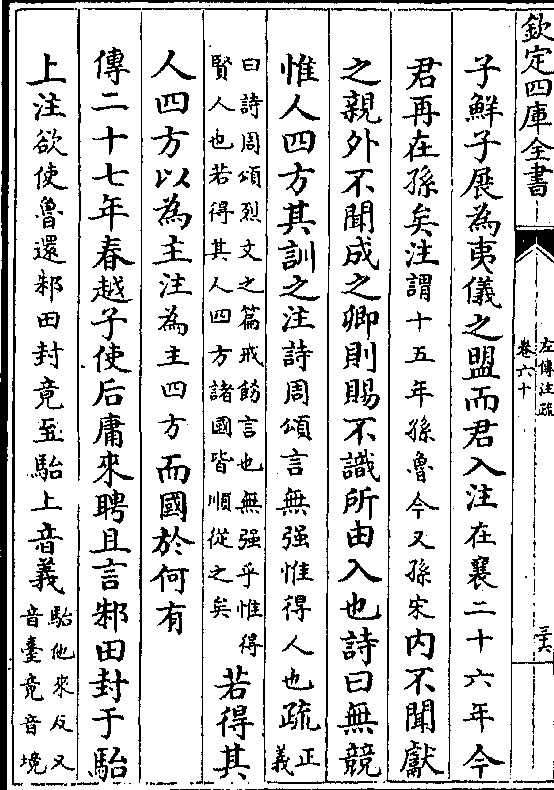 欽定四庫全書
左傳注疏
卷六十
三六
子鮮子展為夷儀之盟而君入注在襄二十六年今
君再在孫矣注謂十五年孫魯今又孫宋內不聞獻
之親外不聞成之卿則賜不識所由入也詩曰無競
惟人四方其訓之注詩周頌言無强惟得人也疏正義
曰詩周頌烈文之篇戒飭言也無强乎惟得
賢人也若得其人四方諸國皆順從之矣
若得其
人四方以為主注為主四方而國於何有
傳二十七年春越子使后庸來聘且言邾田封于駘
上注欲使魯還邾田封竟至駘上音義駘他來反又
音臺竟音境